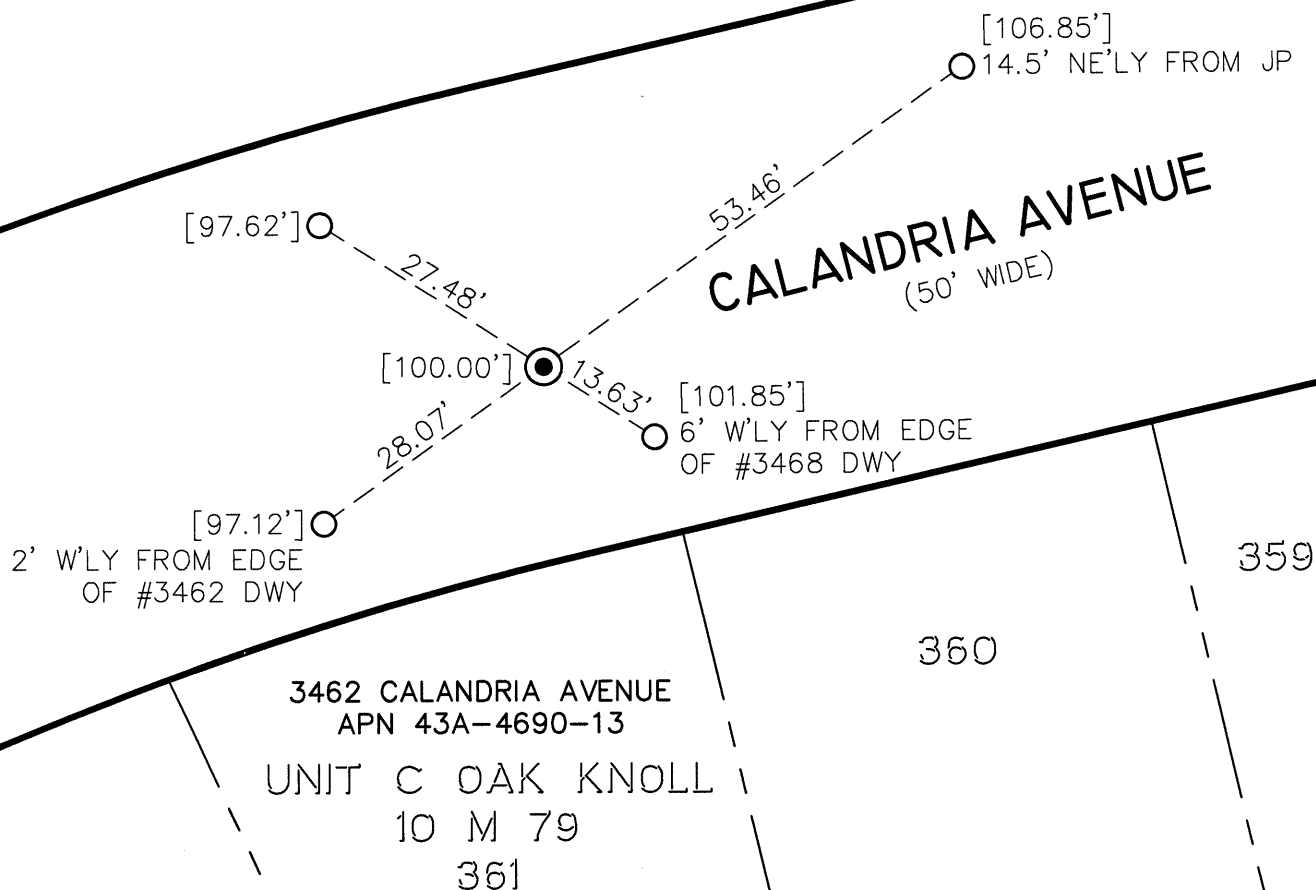 [106.85']
14.5' NE'LY FROM JP
53.46'
CALANDRIA AVENUE
(50' WIDE)
[97.62']
27.48'
[100.00']
13.63'
[101.85']
6' W'LY FROM EDGE
OF #3468 DWY
28.07'
[97.12']
2' W'LY FROM EDGE
OF #3462 DWY
359
360
3462 CALANDRIA AVENUE
APN 43A-4690-13
UNIT C OAK KNOLL
10 M 79
361